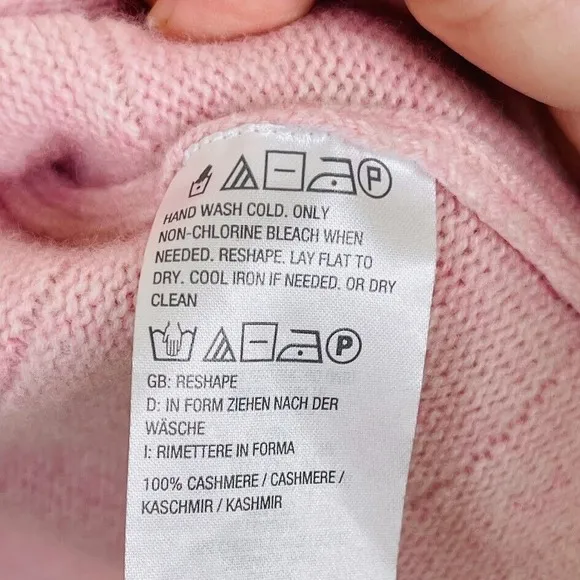 P
HAND WASH COLD. ONLY
NON-CHLORINE BLEACH WHEN
NEEDED. RESHAPE. LAY FLAT TO
DRY. COOL IRON IF NEEDED. OR DRY
CLEAN
P
GB: RESHAPE
D: IN FORM ZIEHEN NACH DER
WÄSCHE
I: RIMETTERE IN FORMA
100% CASHMERE / CASHMERE /
KASCHMIR / KASHMIR